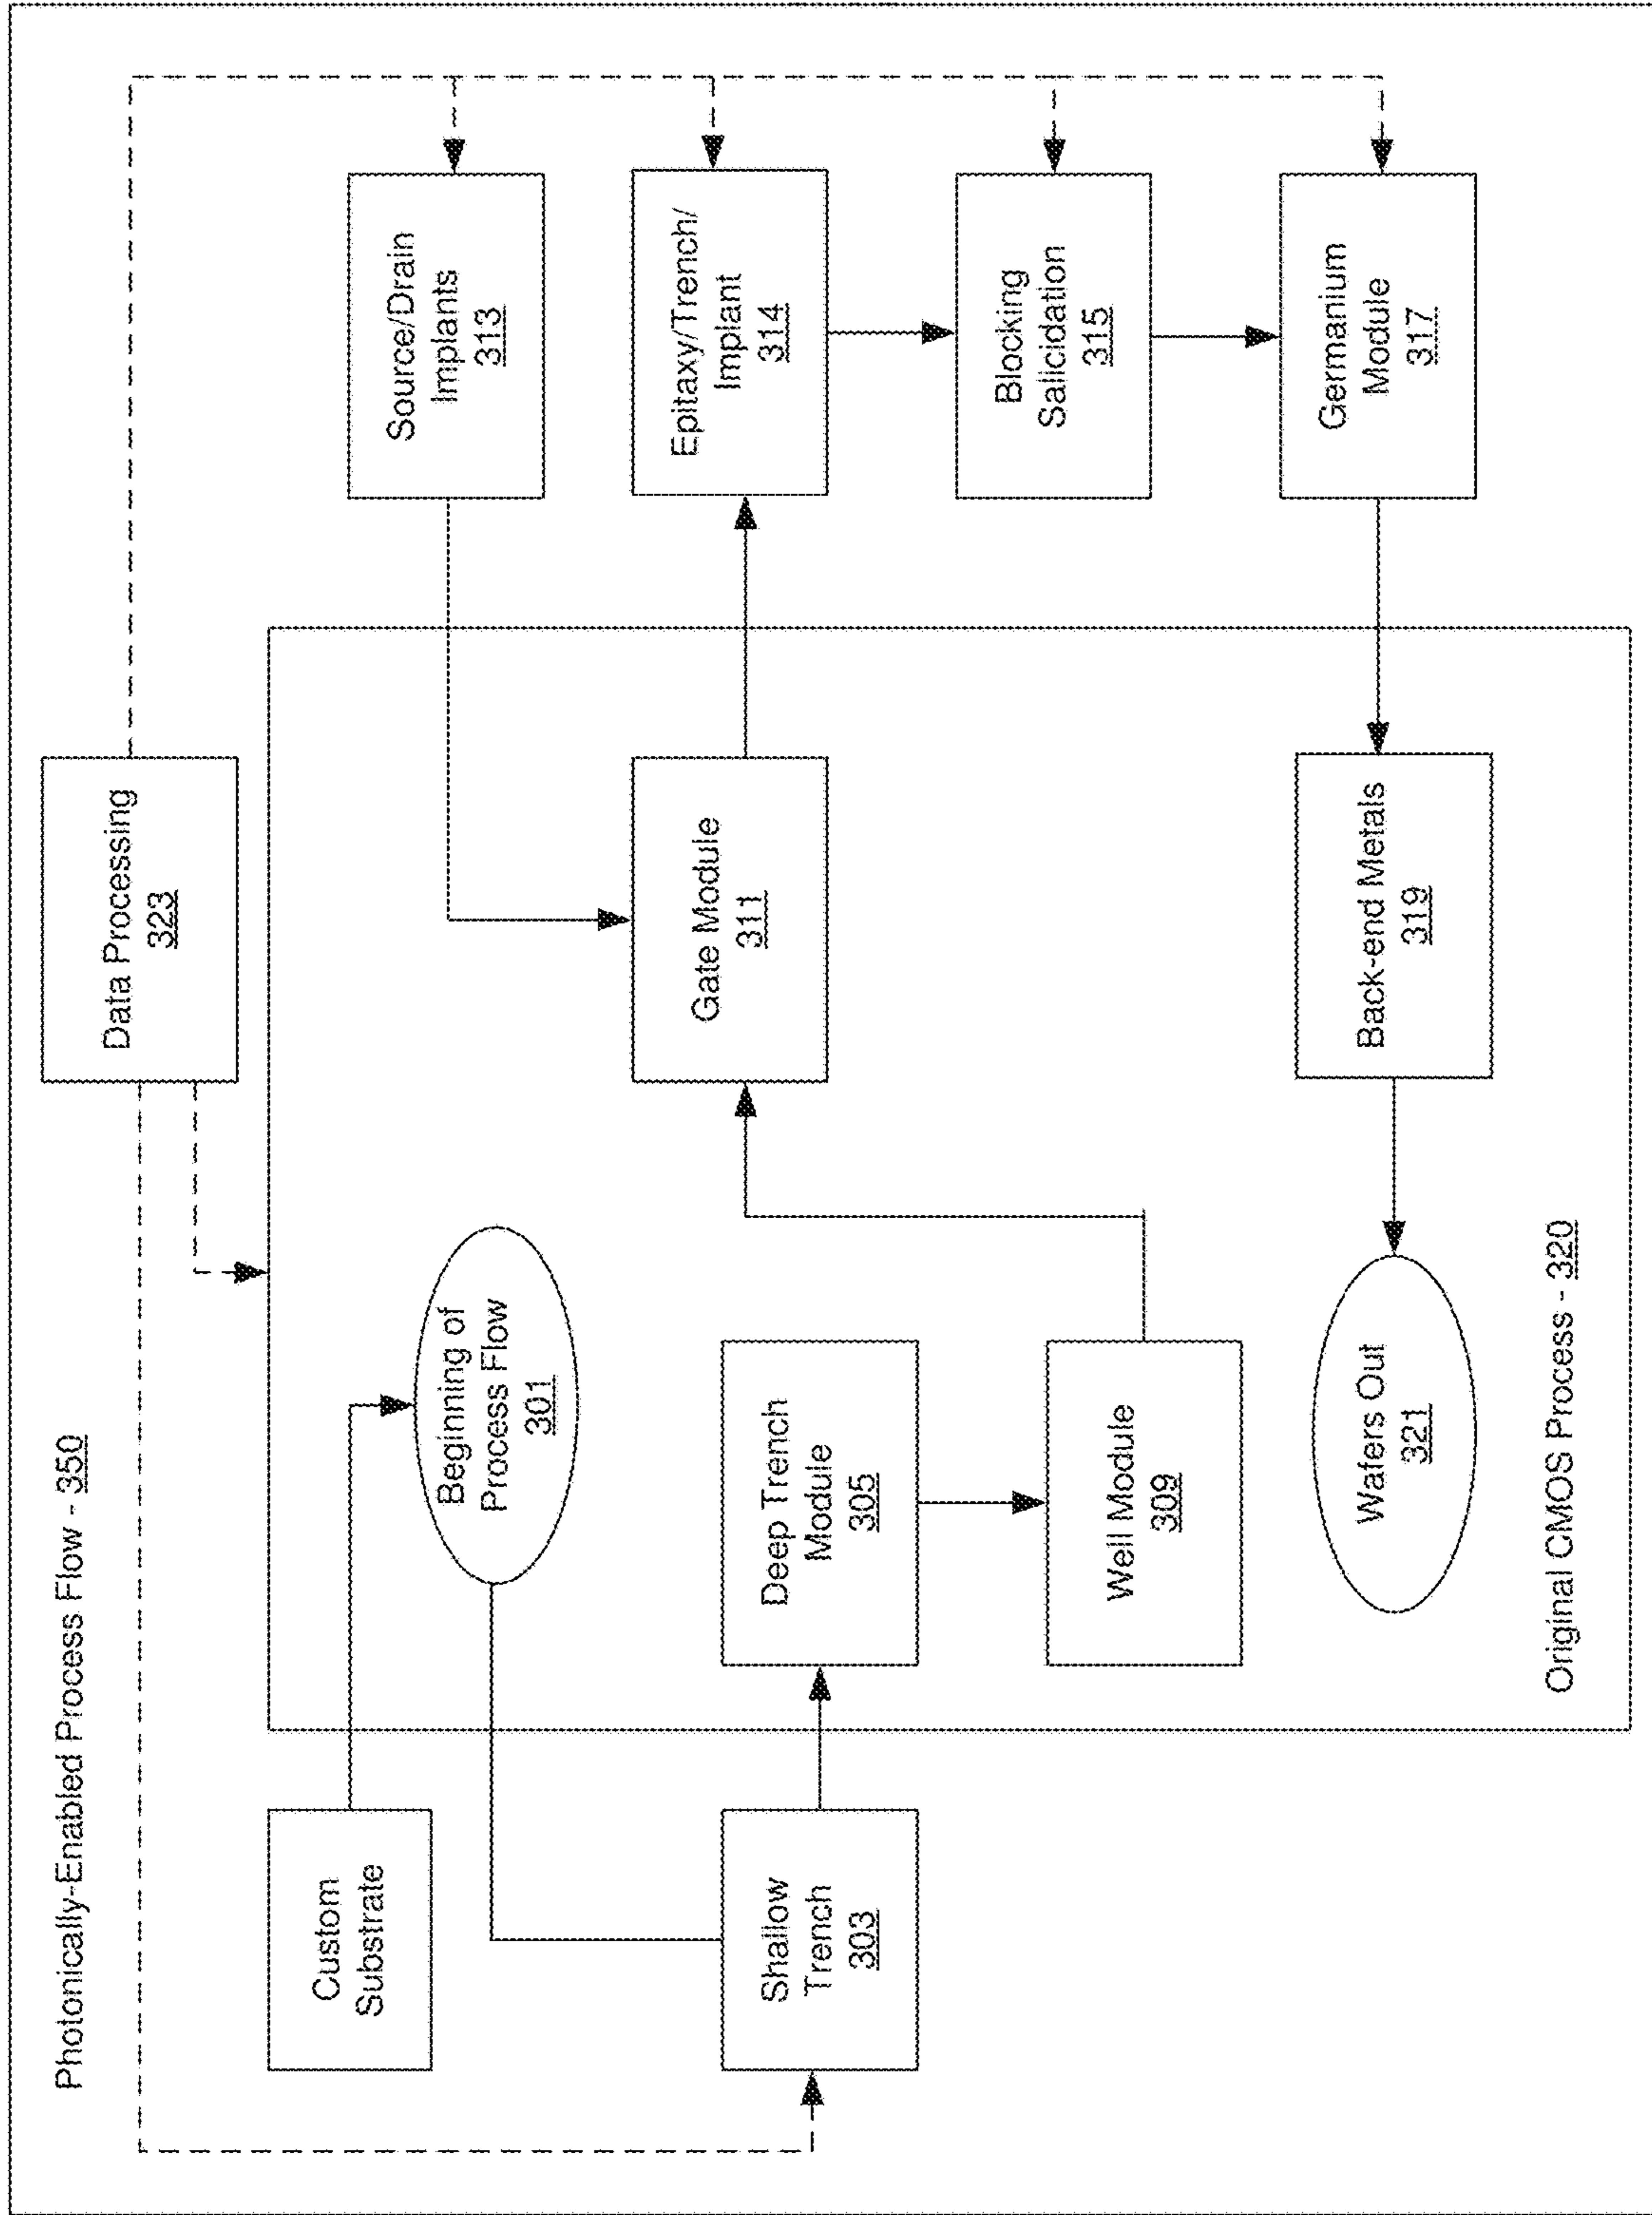 Photonically-Enabled Process Flow - 350
Data Processing
323
Custom
Substrate
Beginning of
Process Flow
301
Source/Drain
Implants
313
Shallow
Trench
303
Deep Trench
Module
305
Gate Module
311
Epitaxy/Trench/
Implant
314
Well Module
309
Blocking
Salicidation
315
Wafers Out
321
Back-end Metals
319
Germanium
Module
317
Original CMOS Process - 320